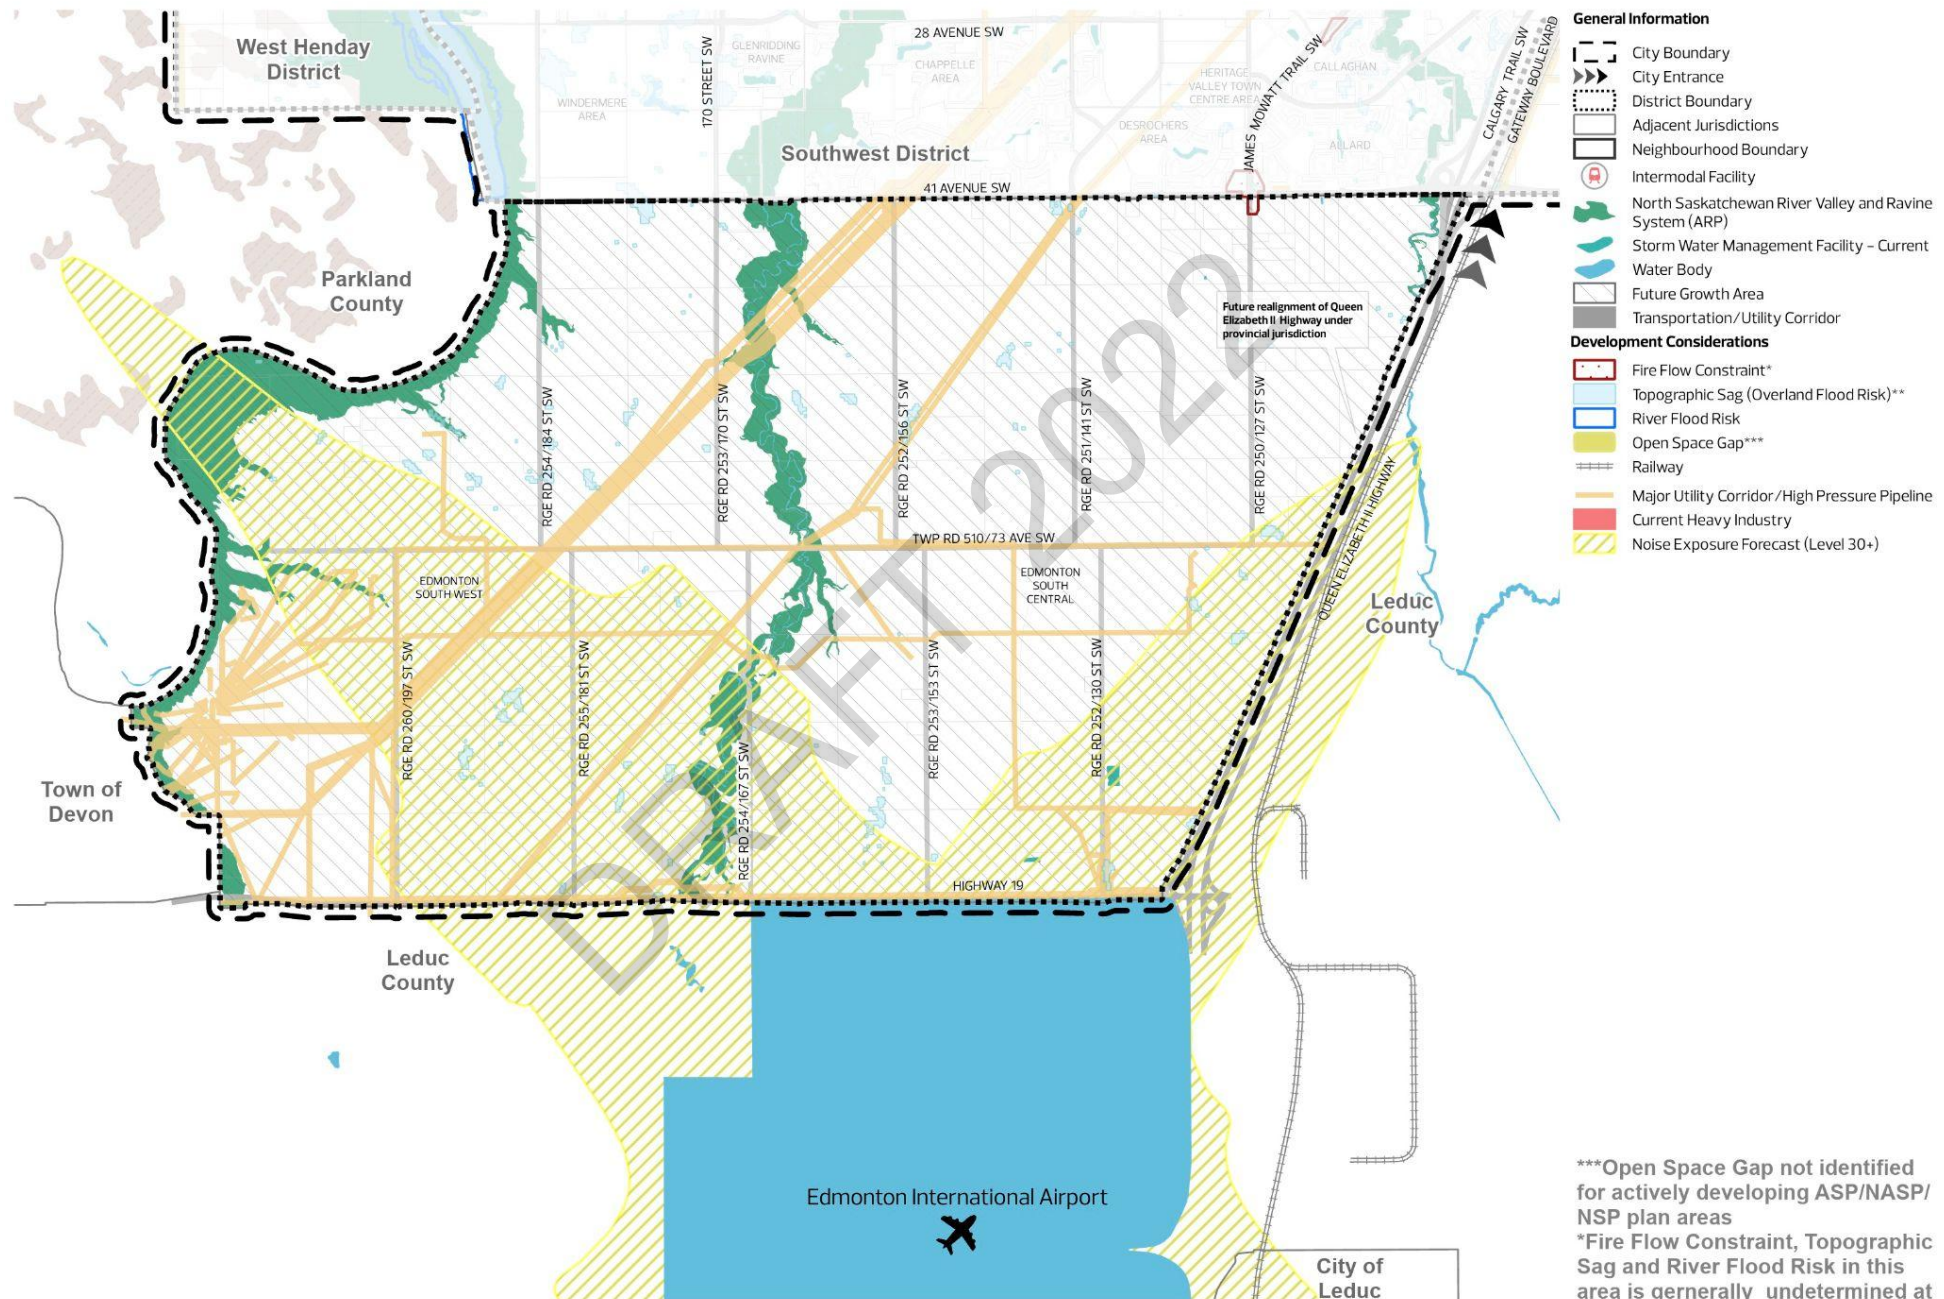 West Henday
District
28 AVENUE SW
170 STREET SW
GLENRIDDING
RAVINE
CHAPPELLE
AREA
WINDERMERE
AREA
HERITAGE
VALLEY TOWN
CENTRE AREA
CALLAGHAN
DESROCHERS
AREA
ALLARD
JAMES MOWATT TRAIL SW
CALGARY TRAIL SW
GATEWAY BOULEVARD
Southwest District
41 AVENUE SW
Parkland
County
Future realignment of Queen
Elizabeth II Highway under
provincial jurisdiction
RGE RD 254/184 ST SW
RGE RD 253/170 ST SW
RGE RD 252/156 ST SW
RGE RD 251/141 ST SW
RGE RD 250/127 ST SW
QUEEN ELIZABETH II HIGHWAY
TWP RD 510/73 AVE SW
EDMONTON
SOUTH WEST
EDMONTON
SOUTH
CENTRAL
Leduc
County
RGE RD 260/197 ST SW
RGE RD 255/181 ST SW
RGE RD 254/167 ST SW
RGE RD 253/153 ST SW
RGE RD 252/130 ST SW
Town of
Devon
HIGHWAY 19
Leduc
County
DRAFT 2022
Edmonton International Airport
City of
Leduc
General Information
City Boundary
City Entrance
District Boundary
Adjacent Jurisdictions
Neighbourhood Boundary
Intermodal Facility
North Saskatchewan River Valley and Ravine
System (ARP)
Storm Water Management Facility – Current
Water Body
Future Growth Area
Transportation/Utility Corridor
Development Considerations
Fire Flow Constraint*
Topographic Sag (Overland Flood Risk)**
River Flood Risk
Open Space Gap***
Railway
Major Utility Corridor/High Pressure Pipeline
Current Heavy Industry
Noise Exposure Forecast (Level 30+)
***Open Space Gap not identified
for actively developing ASP/NASP/
NSP plan areas
*Fire Flow Constraint, Topographic
Sag and River Flood Risk in this
area is gernerally undetermined at